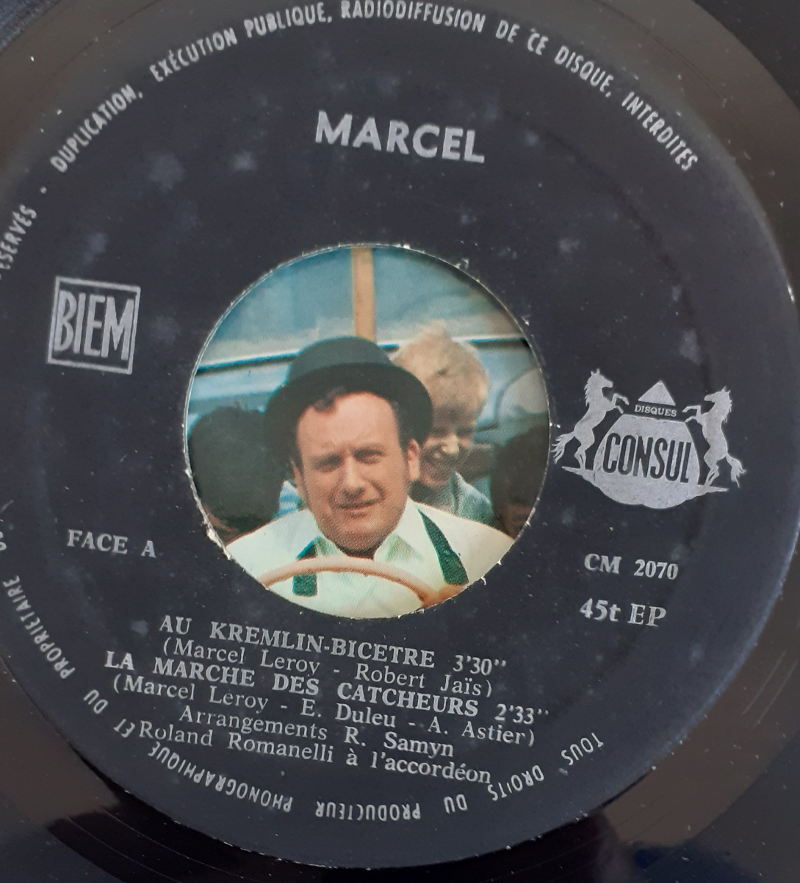 ESERVÉS - DUPLICATION, EXÉCUTION PUBLIQUE, RADIODIFFUSION DE CE DISQUE, INTERDITES
MARCEL
BIEM
DISQUES
CONSUL
FACE A
CM 2070
45t EP
AU KREMLIN-BICETRE 3'30"
(Marcel Leroy - Robert Jaïs)
LA MARCHE DES CATCHEURS 2'33"
(Marcel Leroy - E. Duleu - A. Astier)
Arrangements R. Samyn
Roland Romanelli à l'accordéon
TOUS DROITS DU PRODUCTEUR PHONOGRAPHIQUE ET DU PROPRIÉTAIRE